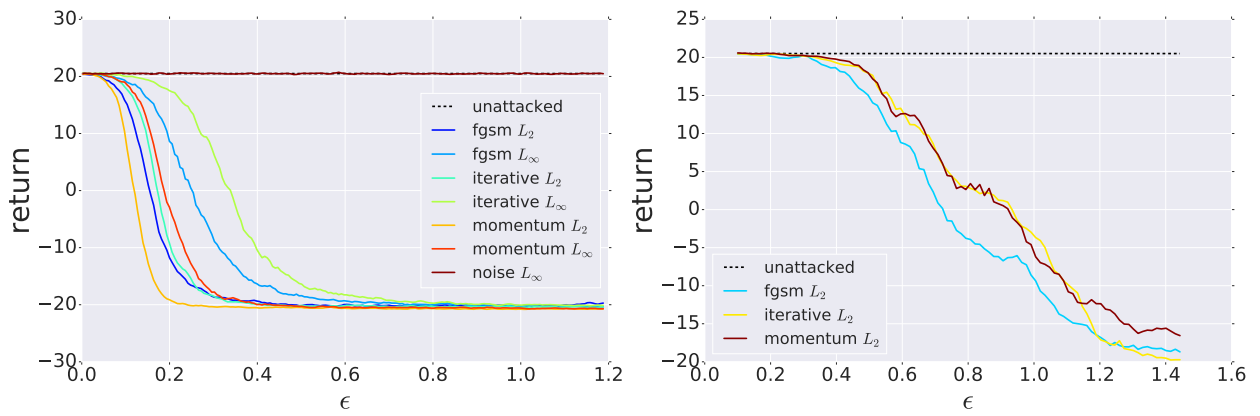 30
20
10
0
−10
−20
−30
return
0.0 0.2 0.4 0.6 0.8 1.0 1.2
ϵ
unattacked
fgsm L₂
fgsm L∞
iterative L₂
iterative L∞
momentum L₂
momentum L∞
noise L∞
25
20
15
10
5
0
−5
−10
−15
−20
return
0.0 0.2 0.4 0.6 0.8 1.0 1.2 1.4 1.6
ϵ
unattacked
fgsm L₂
iterative L₂
momentum L₂